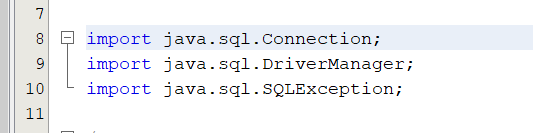 7
8 import java.sql.Connection;
9 import java.sql.DriverManager;
10 import java.sql.SQLException;
11